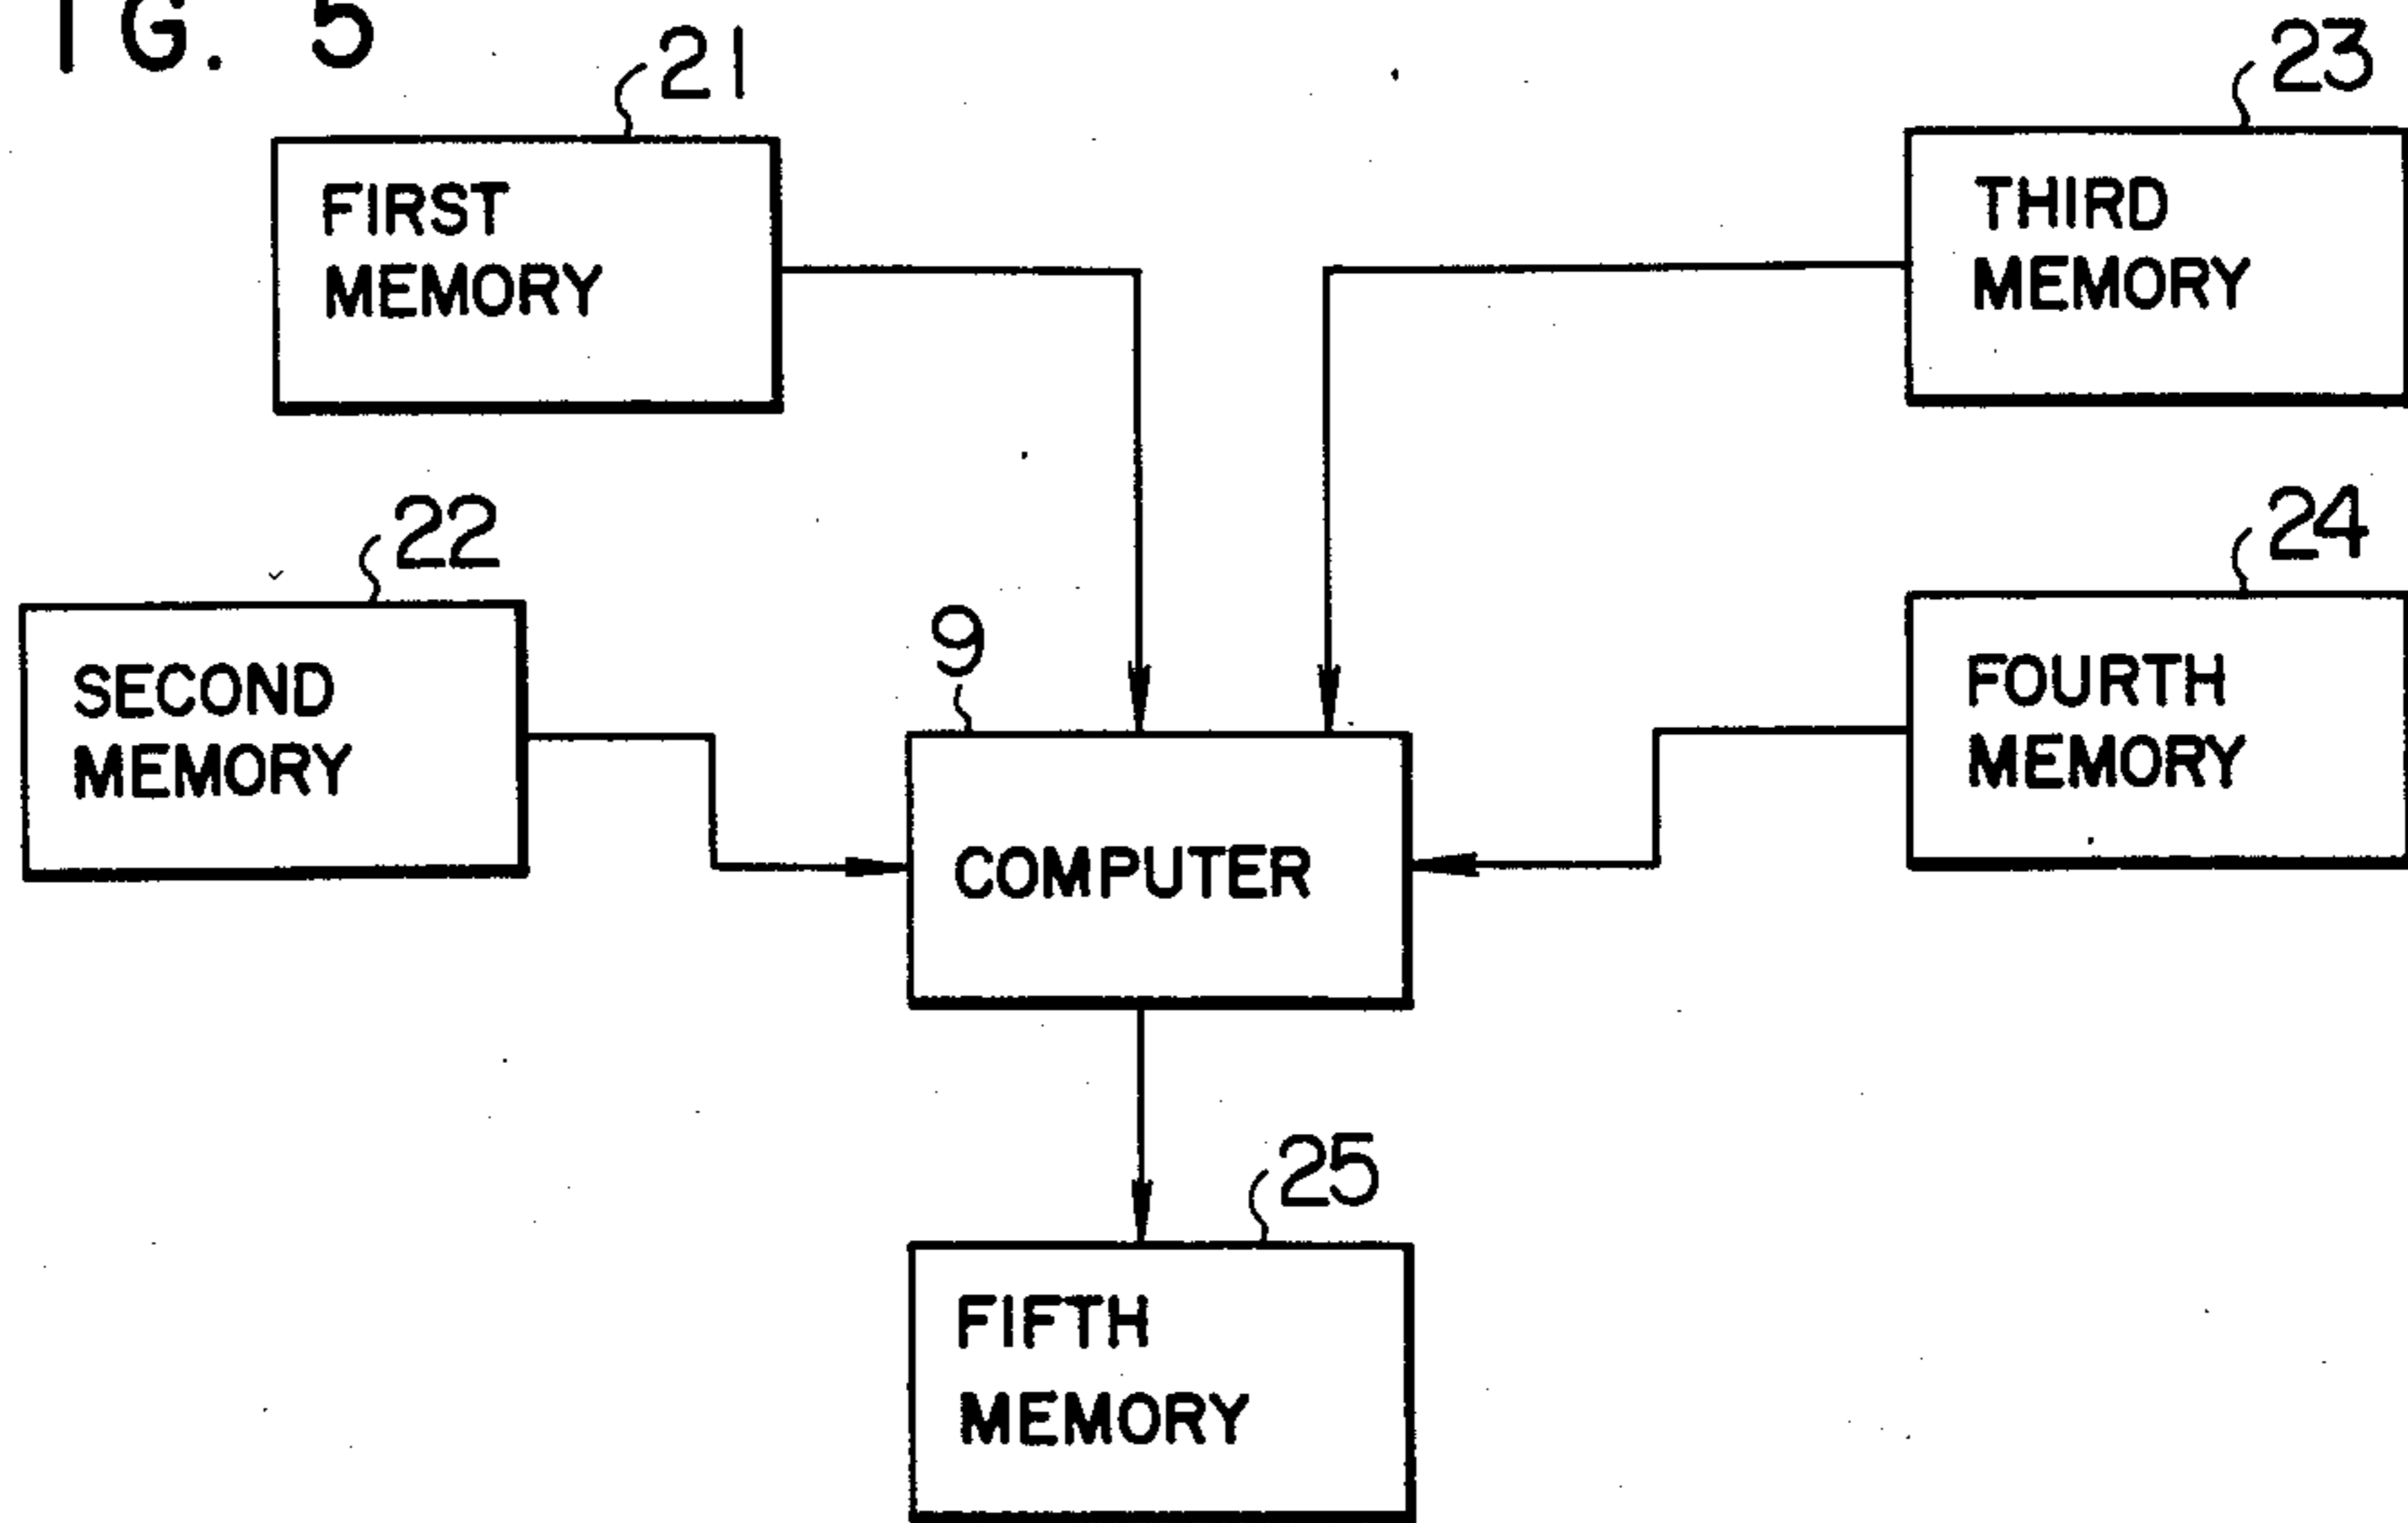 IG. 5
21
FIRST
MEMORY
23
THIRD
MEMORY
22
SECOND
MEMORY
24
FOURTH
MEMORY
9
COMPUTER
25
FIFTH
MEMORY